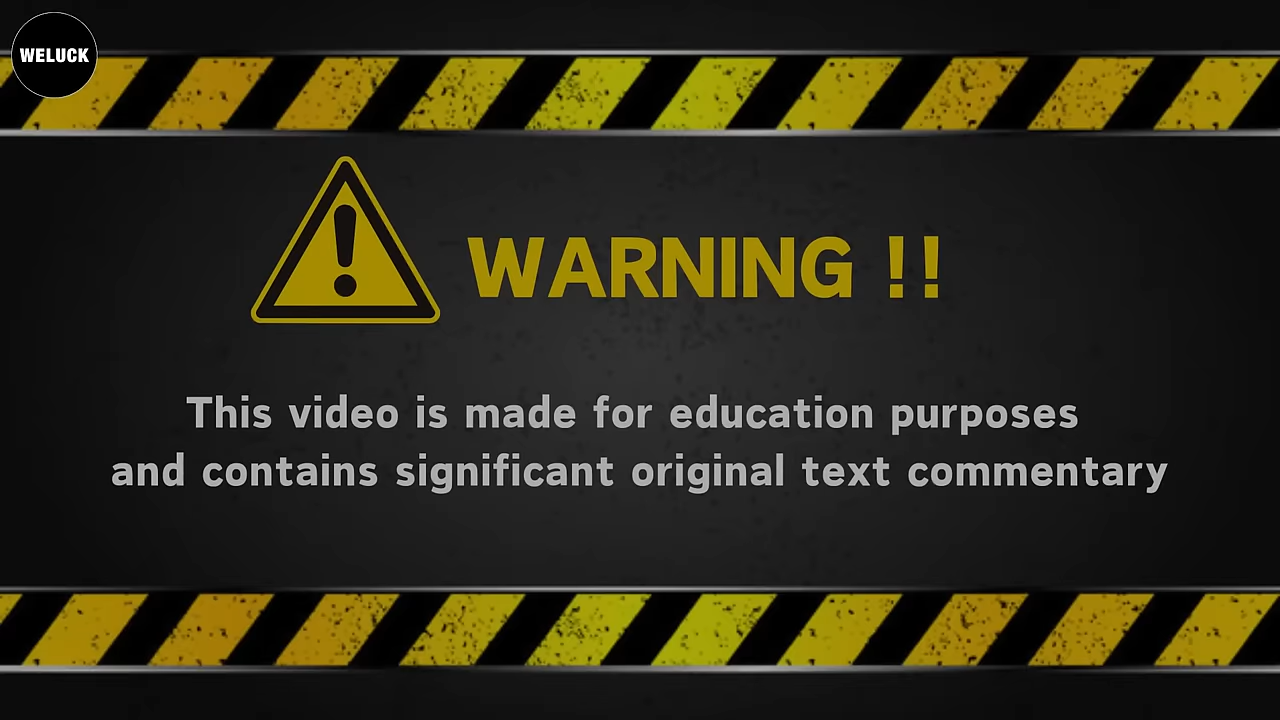 WELUCK
WARNING !!
This video is made for education purposes
and contains significant original text commentary